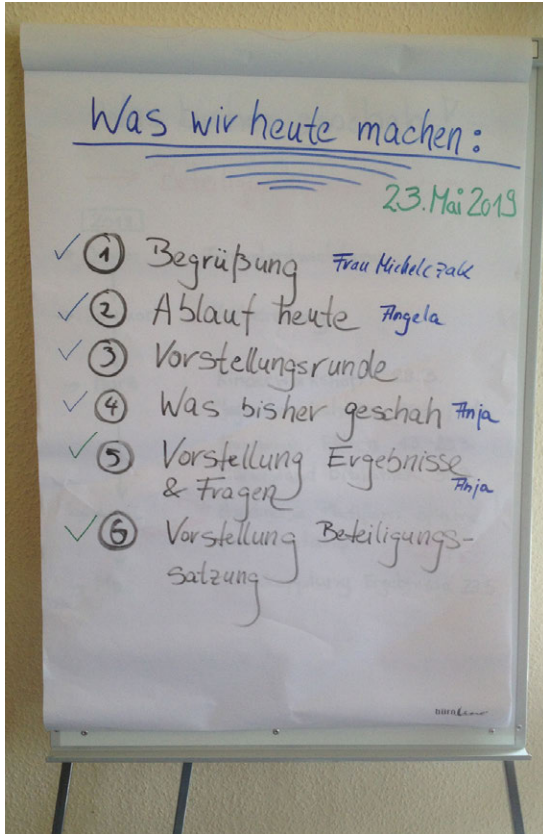 Was wir heute machen:
23. Mai 2019
✓ 1 Begrüßung Frau Michelczak
✓ 2 Ablauf heute Angela
✓ 3 Vorstellungsrunde
✓ 4 Was bisher geschah Anja
✓ 5 Vorstellung Ergebnisse
& Fragen Anja
✓ 6 Vorstellung Beteiligungs-
satzung